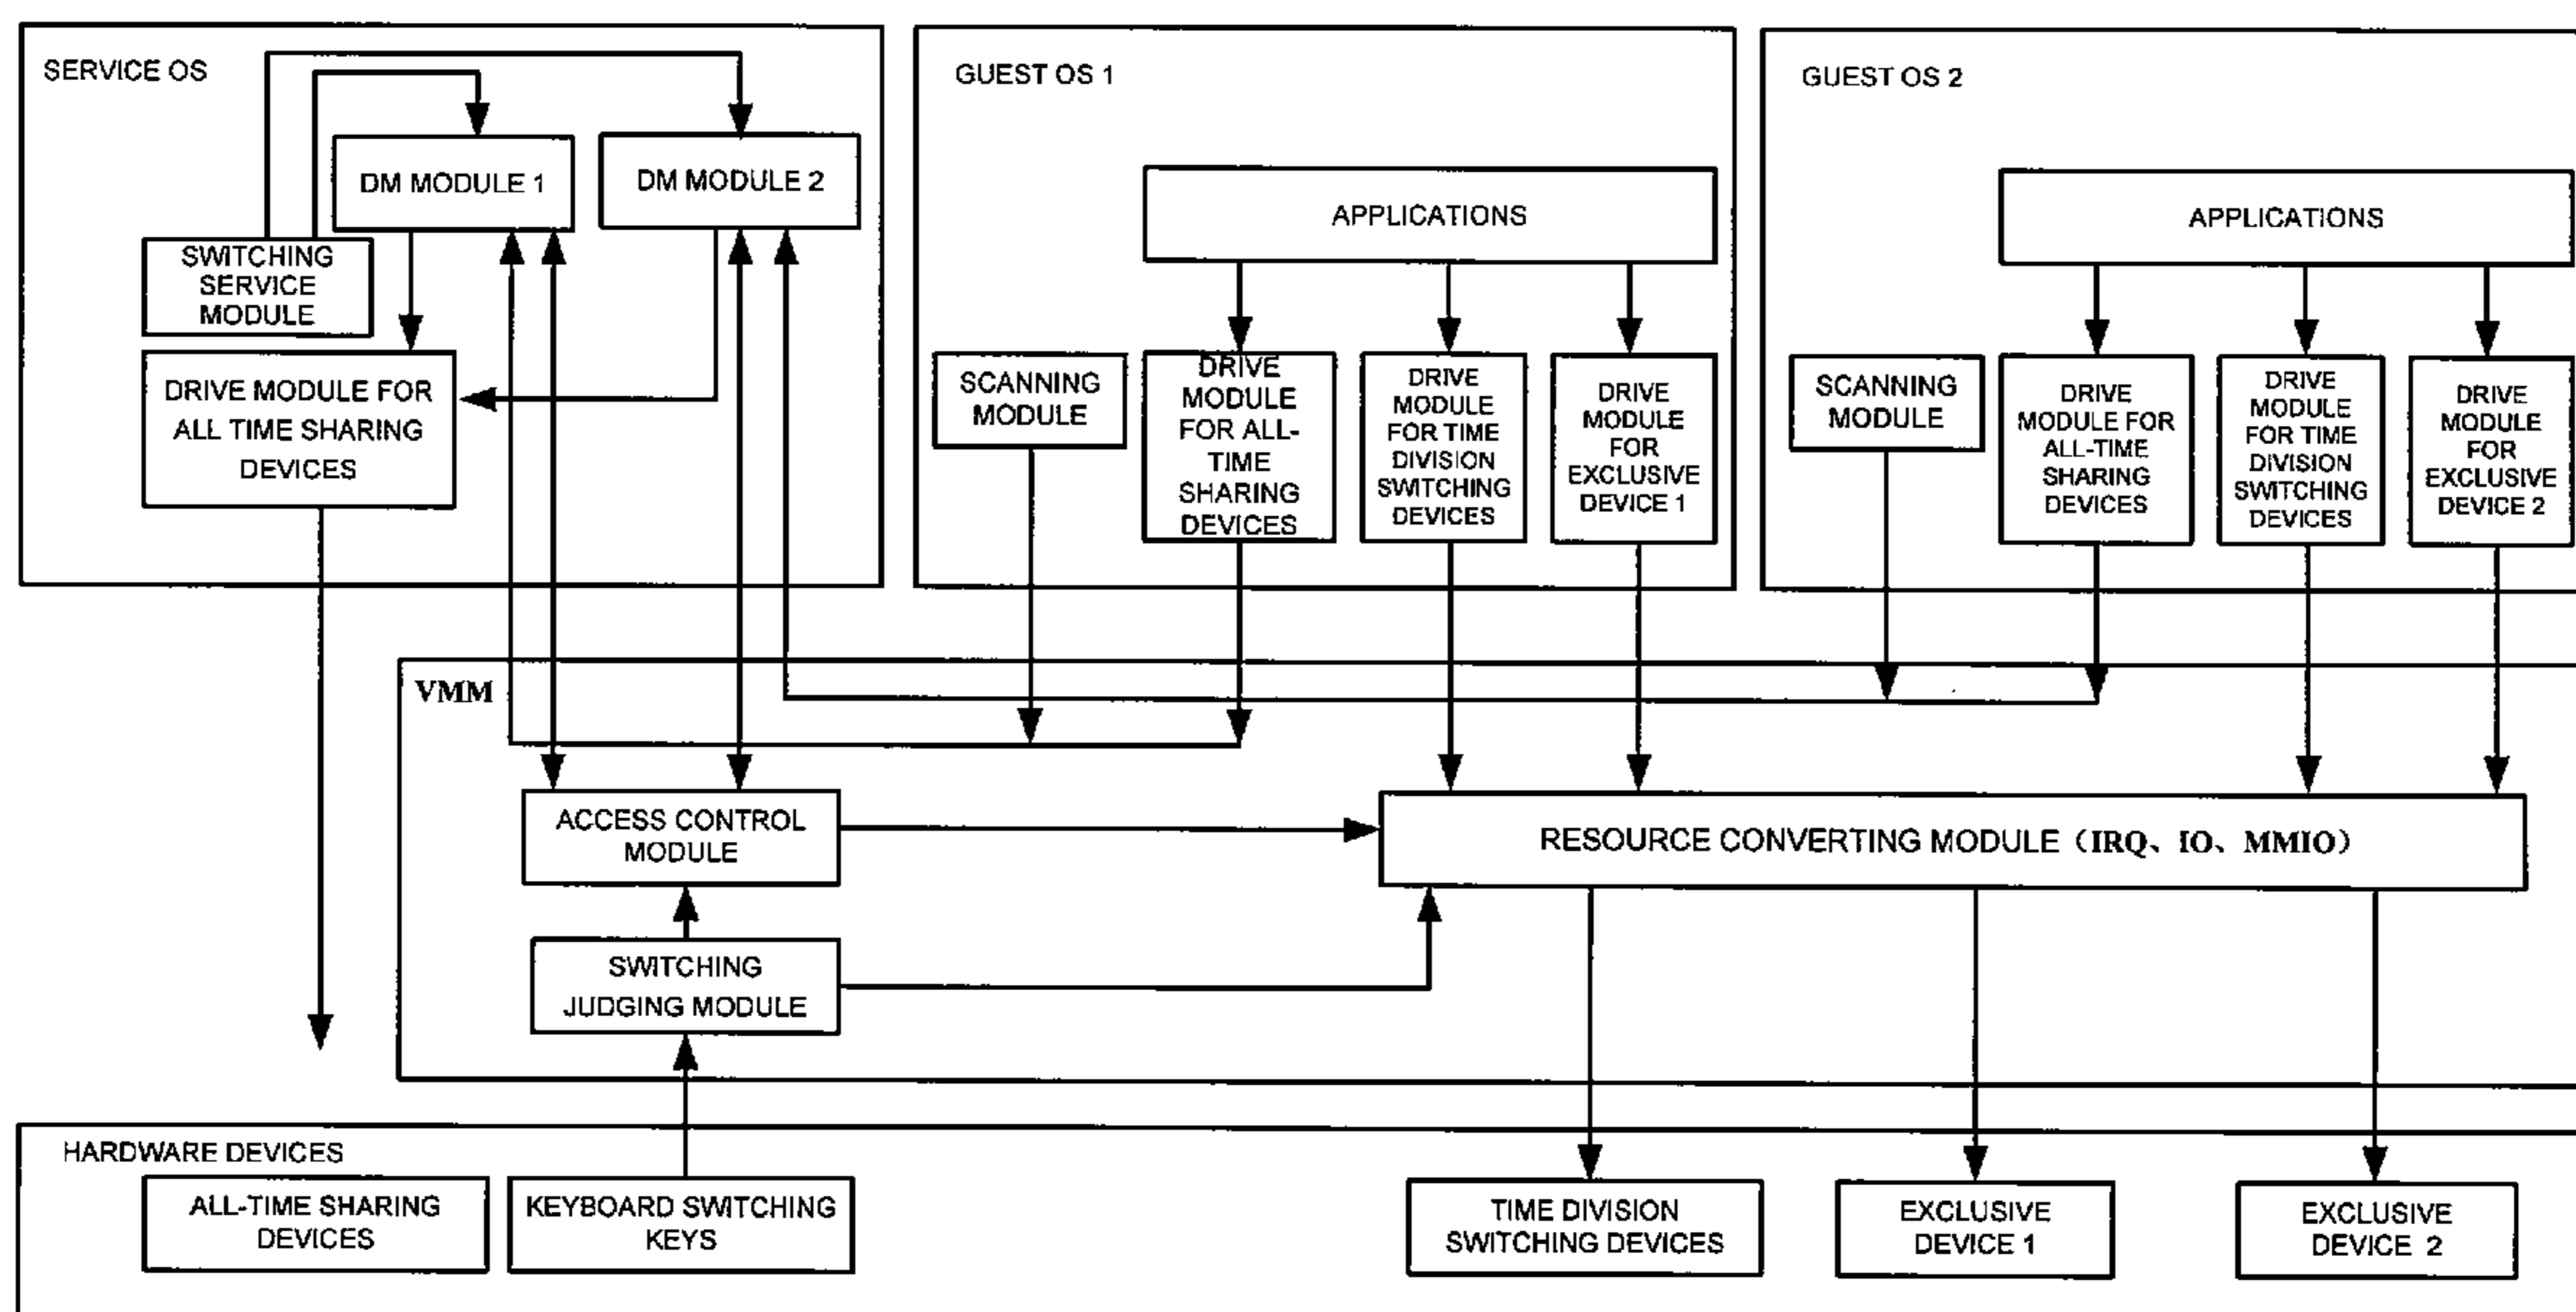 SERVICE OS
DM MODULE 1
DM MODULE 2
SWITCHING
SERVICE
MODULE
DRIVE MODULE FOR
ALL TIME SHARING
DEVICES
GUEST OS 1
APPLICATIONS
SCANNING
MODULE
DRIVE
MODULE
FOR ALL-
TIME
SHARING
DEVICES
DRIVE
MODULE
FOR TIME
DIVISION
SWITCHING
DEVICES
DRIVE
MODULE
FOR
EXCLUSIVE
DEVICE 1
GUEST OS 2
APPLICATIONS
SCANNING
MODULE
DRIVE
MODULE FOR
ALL-TIME
SHARING
DEVICES
DRIVE
MODULE
FOR TIME
DIVISION
SWITCHING
DEVICES
DRIVE
MODULE
FOR
EXCLUSIVE
DEVICE 2
VMM
ACCESS CONTROL
MODULE
RESOURCE CONVERTING MODULE（IRQ、IO、MMIO）
SWITCHING
JUDGING MODULE
HARDWARE DEVICES
ALL-TIME SHARING
DEVICES
KEYBOARD SWITCHING
KEYS
TIME DIVISION
SWITCHING DEVICES
EXCLUSIVE
DEVICE 1
EXCLUSIVE
DEVICE 2